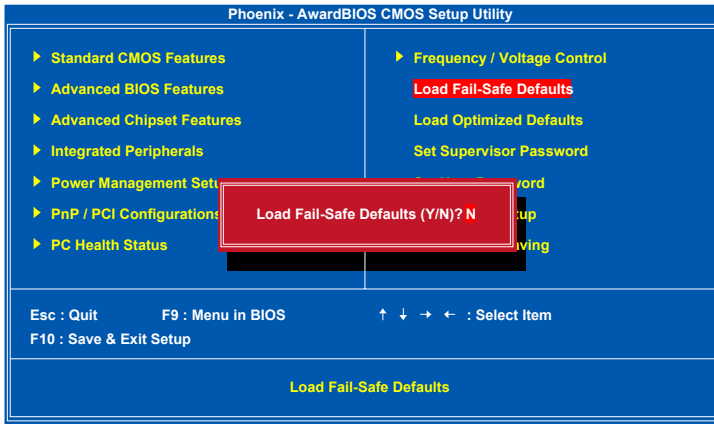 Phoenix - AwardBIOS CMOS Setup Utility
Standard CMOS Features
Advanced BIOS Features
Advanced Chipset Features
Integrated Peripherals
Power Management
PnP / PCI Configurations
PC Health Status
Frequency / Voltage Control
Load Fail-Safe Defaults
Load Optimized Defaults
Set Supervisor Password
Load Fail-Safe Defaults (Y/N)? N
Esc : Quit F9 : Menu in BIOS ↑ ↓ → ← : Select Item
F10 : Save & Exit Setup
Load Fail-Safe Defaults